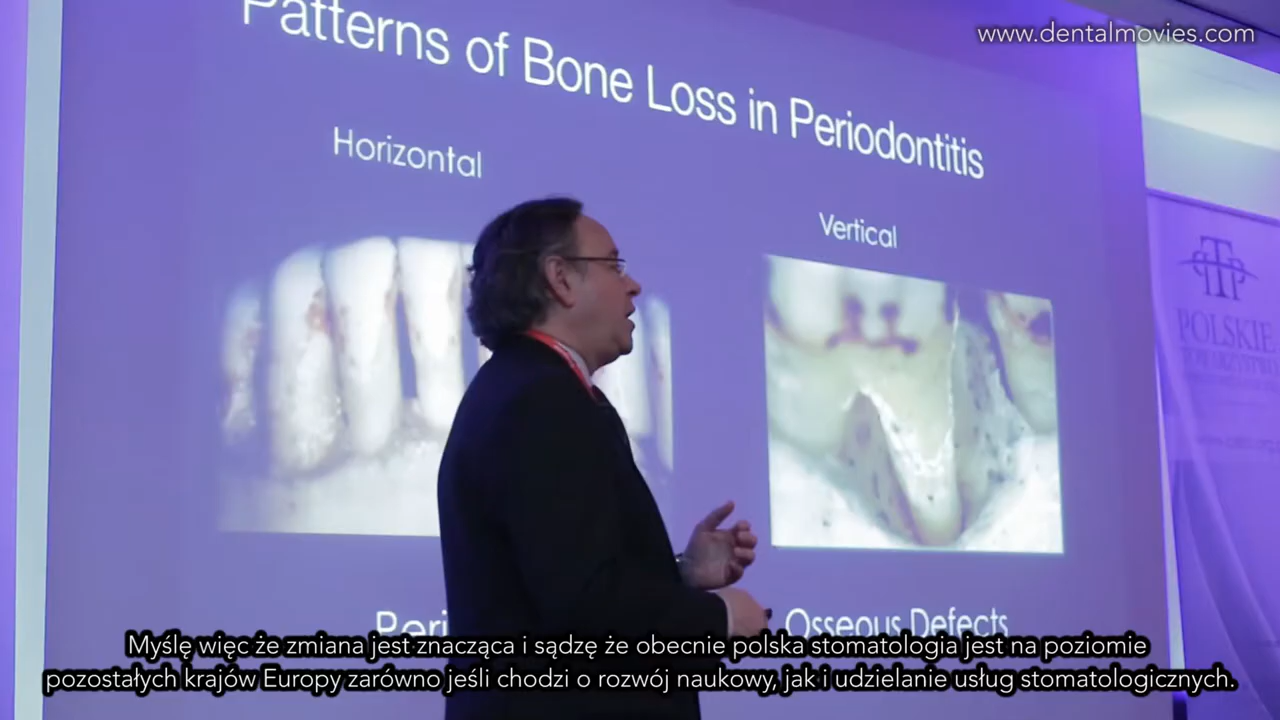 www.dentalmovies.com
Patterns of Bone Loss in Periodontitis
Horizontal
Vertical
POLSKIE
Osseous Defects
Myślę więc że zmiana jest znacząca i sądzę że obecnie polska stomatologia jest na poziomie
pozostałych krajów Europy zarówno jeśli chodzi o rozwój naukowy, jak i udzielanie usług stomatologicznych.